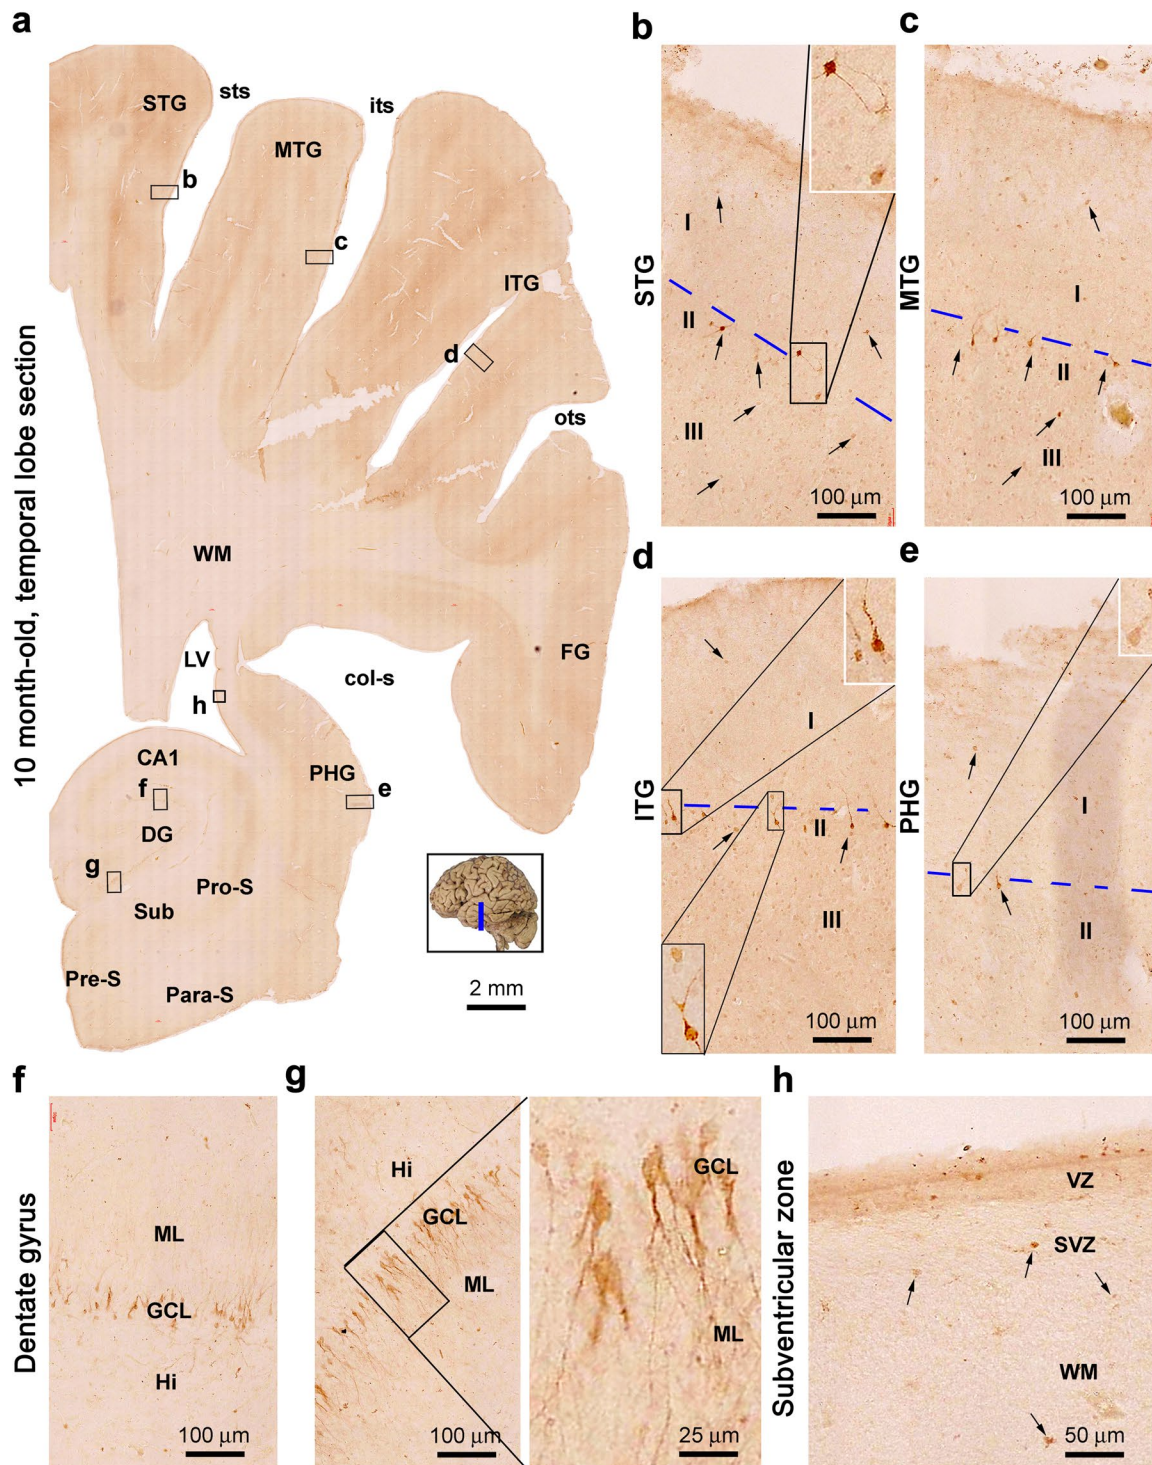 a
10 month-old, temporal lobe section
STG
sts
its
MTG
b
c
ITG
d
ots
WM
LV
h
col-s
FG
CA1
f
PHG
e
DG
g
Pro-S
Sub
Pre-S
Para-S
2 mm
b
STG
I
II
III
100 μm
c
MTG
I
II
III
100 μm
d
ITG
I
II
III
100 μm
e
PHG
I
II
100 μm
f
Dentate gyrus
ML
GCL
Hi
100 μm
g
Hi
GCL
ML
100 μm
GCL
ML
25 μm
h
Subventricular zone
VZ
SVZ
WM
50 μm